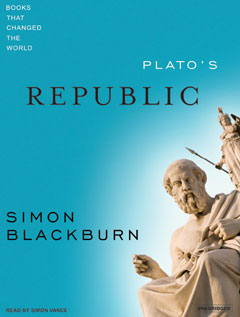 BOOKS
THAT
CHANGED
THE
WORLD
PLATO'S
REPUBLIC
SIMON
BLACKBURN
READ BY SIMON VANCE
UNABRIDGED